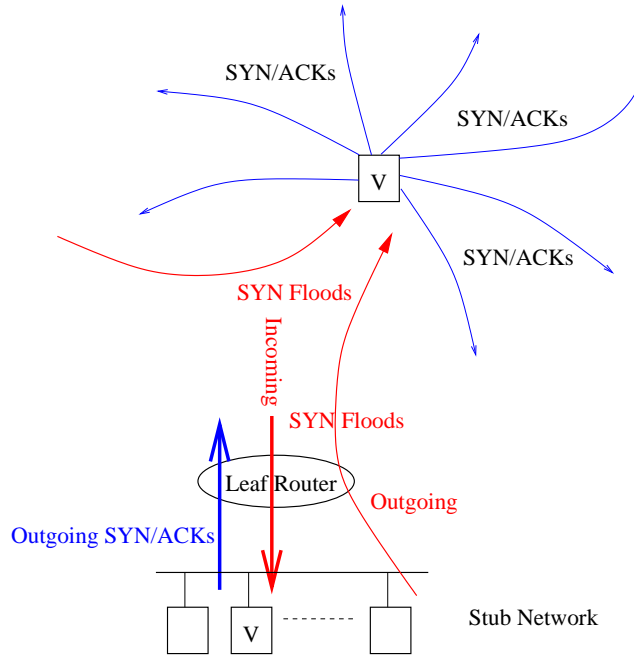 SYN/ACKs
SYN/ACKs
V
SYN/ACKs
SYN Floods
Incoming
SYN Floods
Leaf Router
Outgoing
Outgoing SYN/ACKs
Stub Network
V